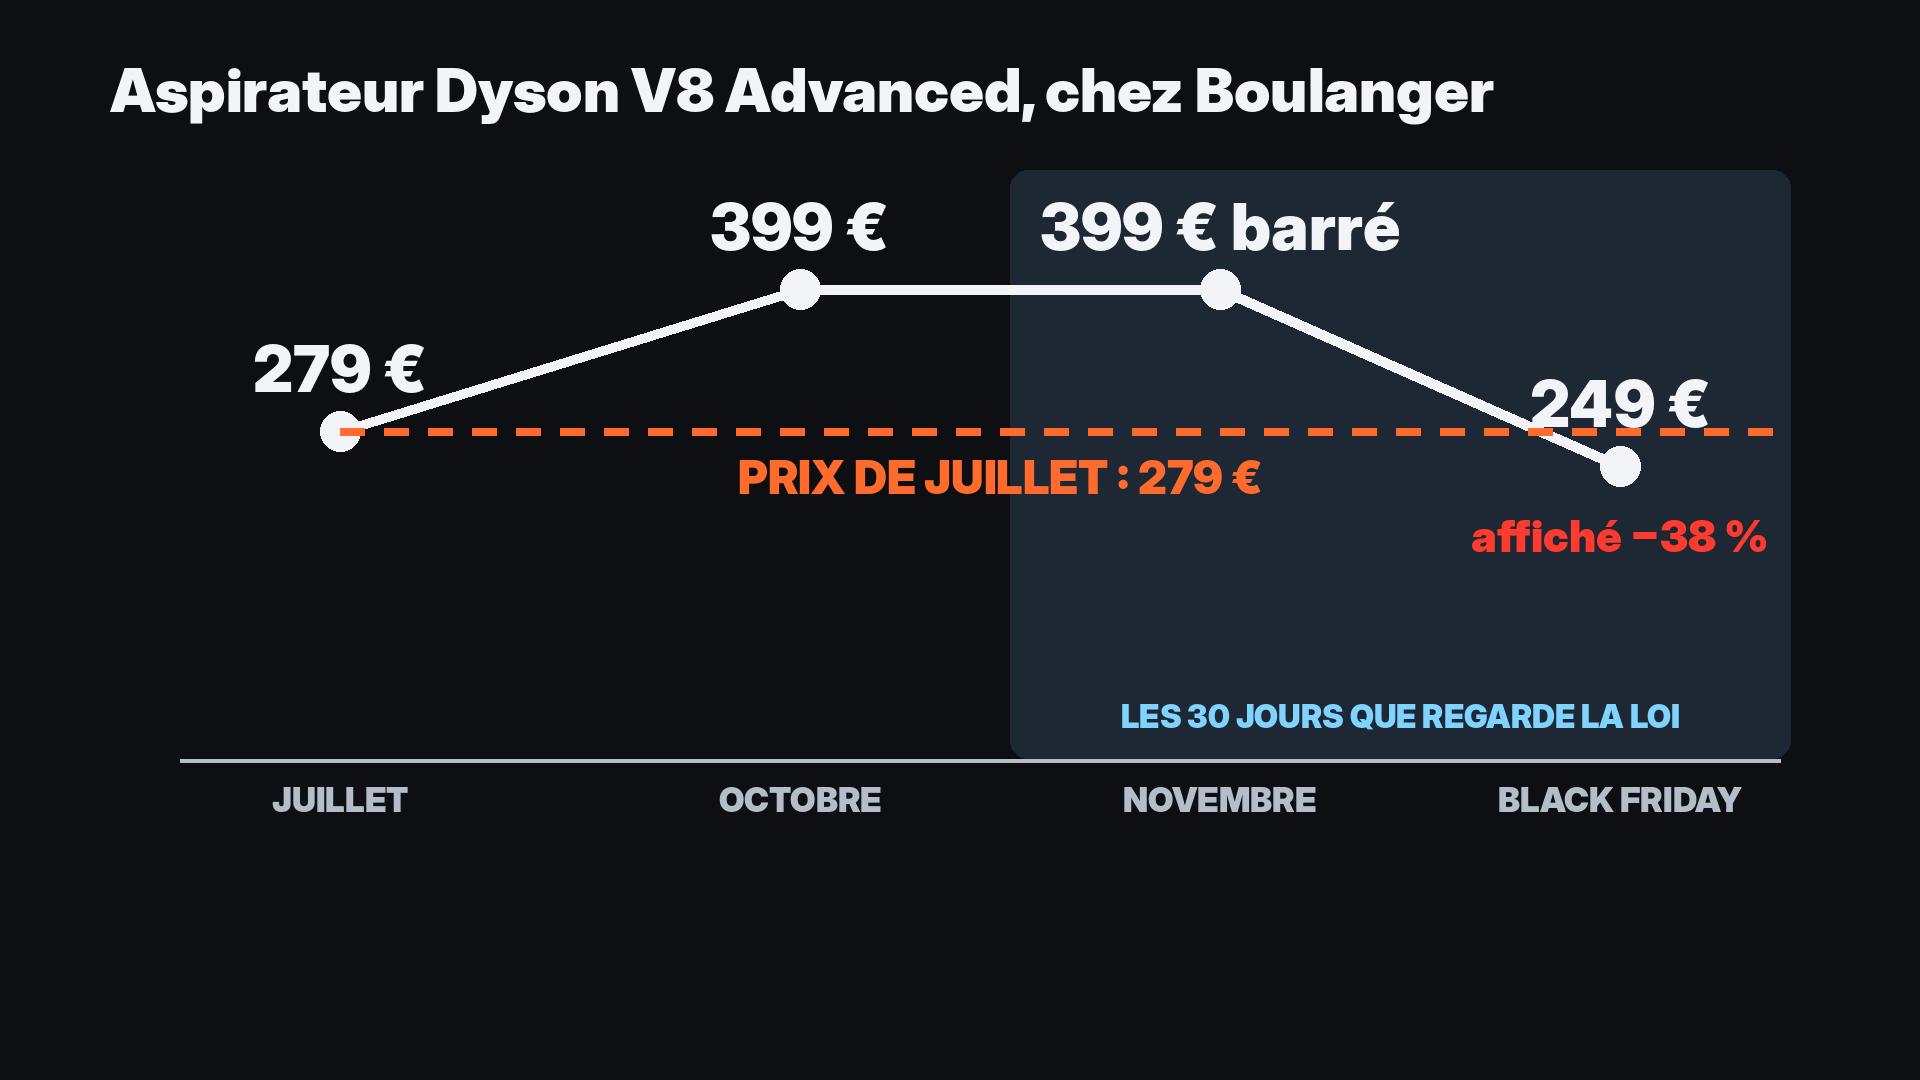 Aspirateur Dyson V8 Advanced, chez Boulanger
399 €
399 € barré
279 €
249 €
PRIX DE JUILLET : 279 €
affiché −38 %
LES 30 JOURS QUE REGARDE LA LOI
JUILLET
OCTOBRE
NOVEMBRE
BLACK FRIDAY